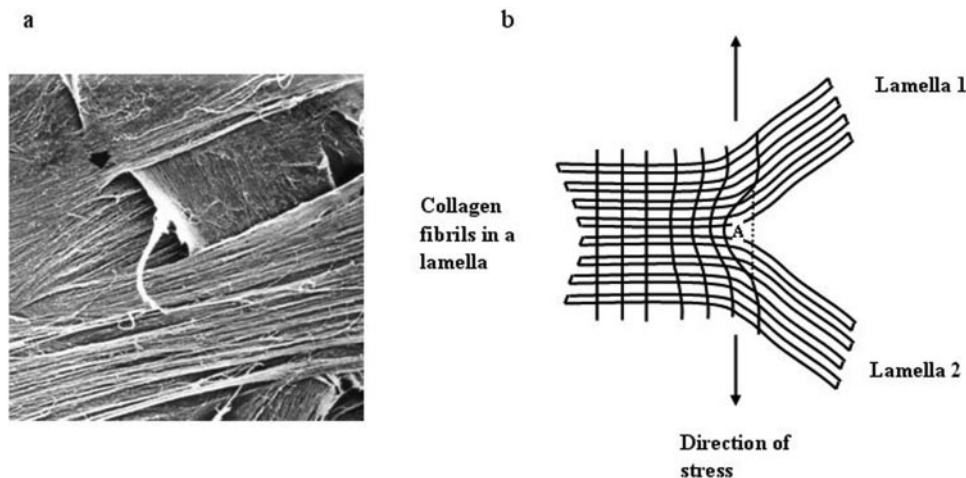 a
b
Lamella 1
Collagen
fibrils in a
lamella
A
Lamella 2
Direction of
stress